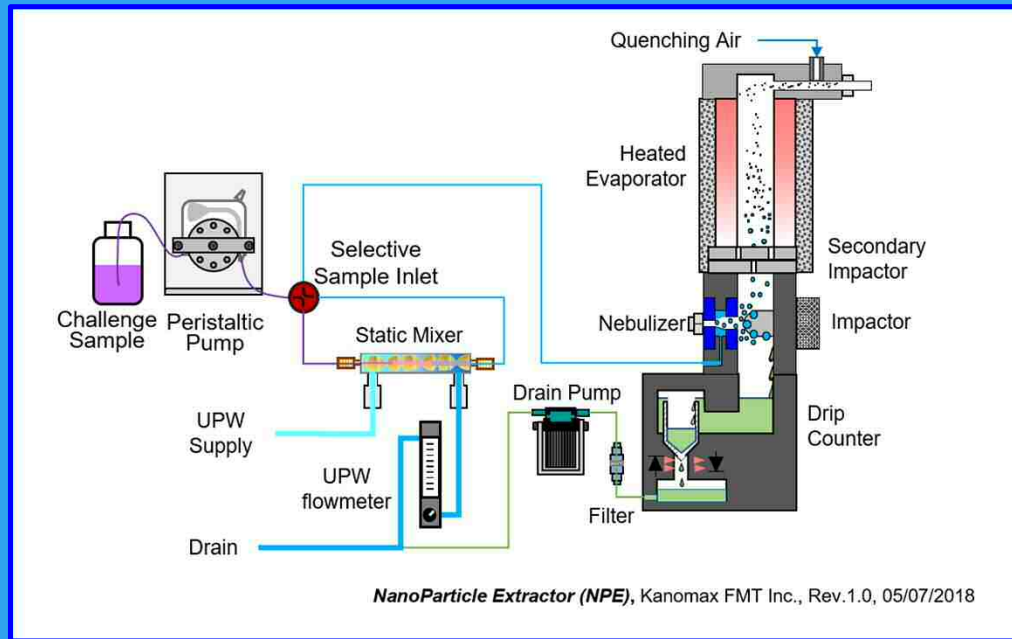 Quenching Air
Heated
Evaporator
Secondary
Impactor
Selective
Sample Inlet
Challenge
Sample
Peristaltic
Pump
Static Mixer
Nebulizer
Impactor
Drain Pump
Drip
Counter
UPW
Supply
UPW
flowmeter
Filter
Drain
NanoParticle Extractor (NPE), Kanomax FMT Inc., Rev.1.0, 05/07/2018